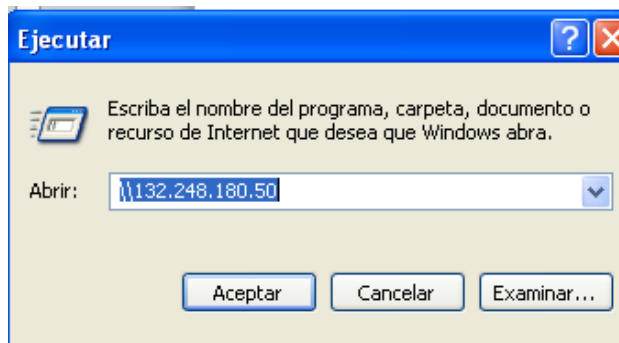 Ejecutar
Escriba el nombre del programa, carpeta, documento o
recurso de Internet que desea que Windows abra.
Abrir: \\132.248.180.50
Aceptar Cancelar Examinar...